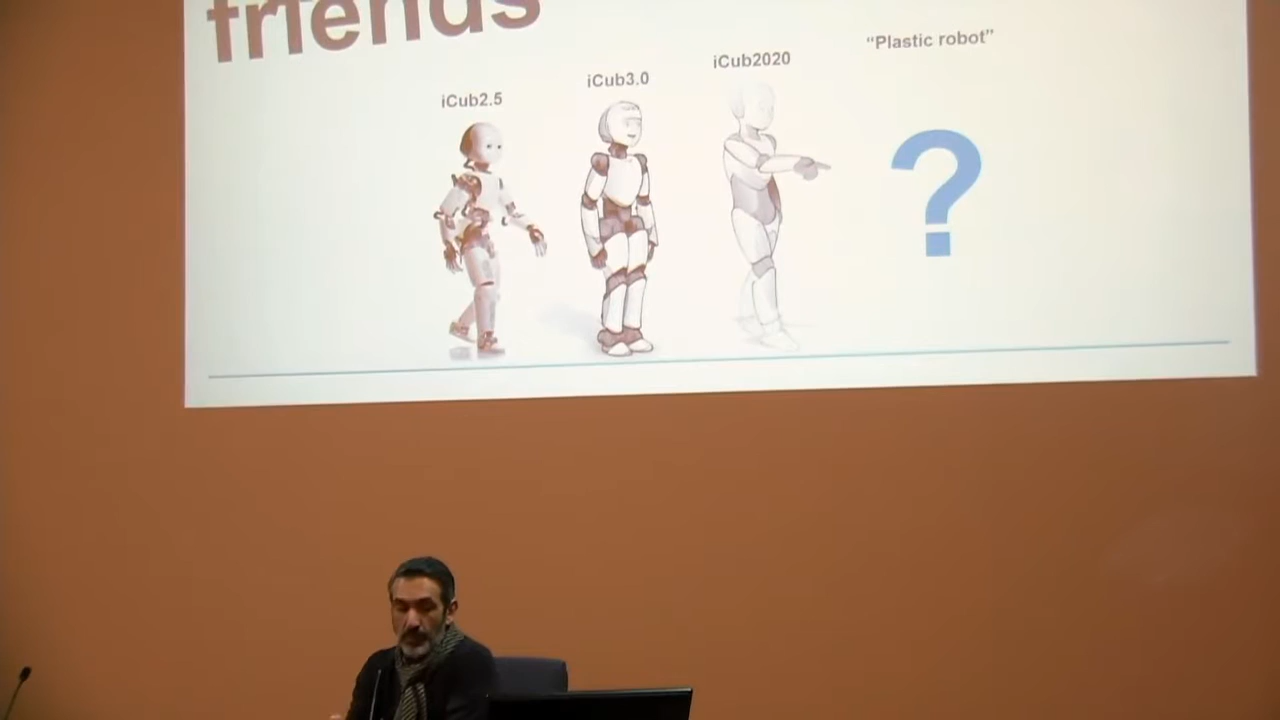 friends
iCub2.5
iCub3.0
iCub2020
“Plastic robot”
?